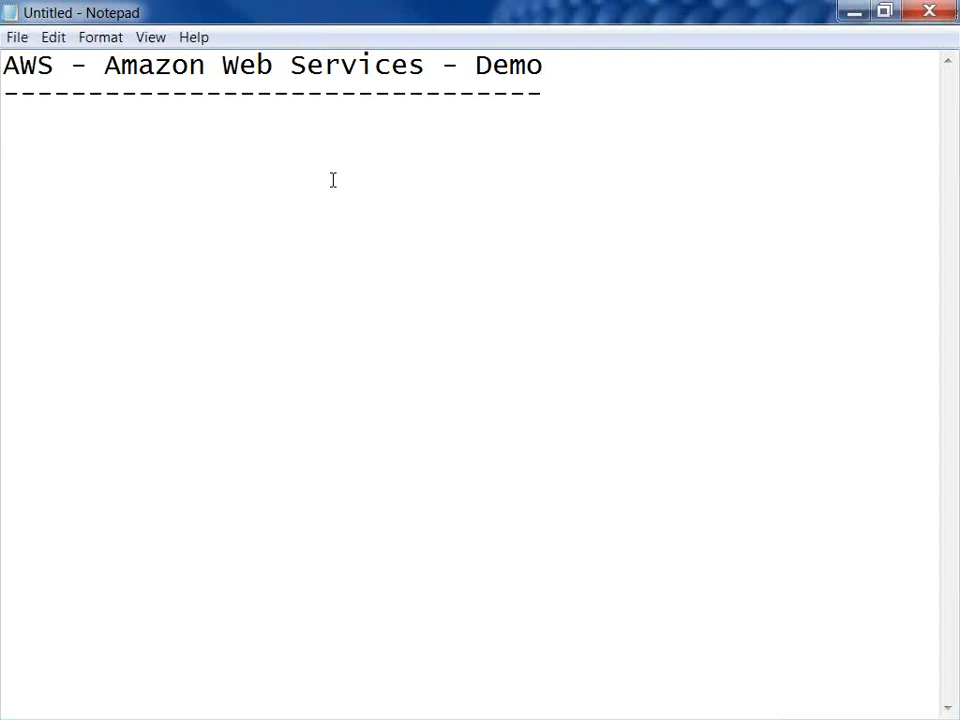 Untitled - Notepad
File Edit Format View Help
AWS - Amazon Web Services - Demo
--------------------------------